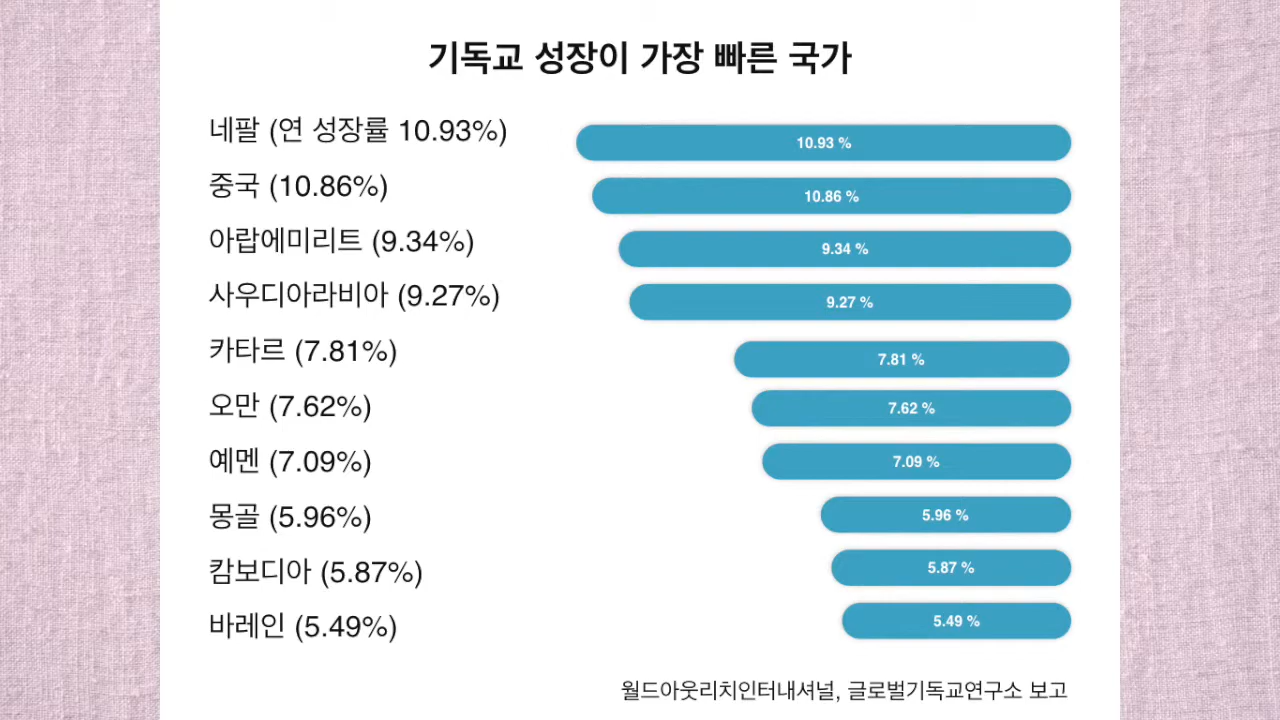 기독교 성장이 가장 빠른 국가
네팔 (연 성장률 10.93%)
10.93 %
중국 (10.86%)
10.86 %
아랍에미리트 (9.34%)
9.34 %
사우디아라비아 (9.27%)
9.27 %
카타르 (7.81%)
7.81 %
오만 (7.62%)
7.62 %
예멘 (7.09%)
7.09 %
몽골 (5.96%)
5.96 %
캄보디아 (5.87%)
5.87 %
바레인 (5.49%)
5.49 %
월드아웃리치인터내셔널, 글로벌기독교연구소 보고